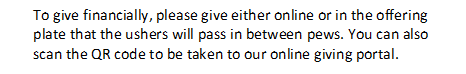 To give financially, please give either online or in the offering
plate that the ushers will pass in between pews. You can also
scan the QR code to be taken to our online giving portal.